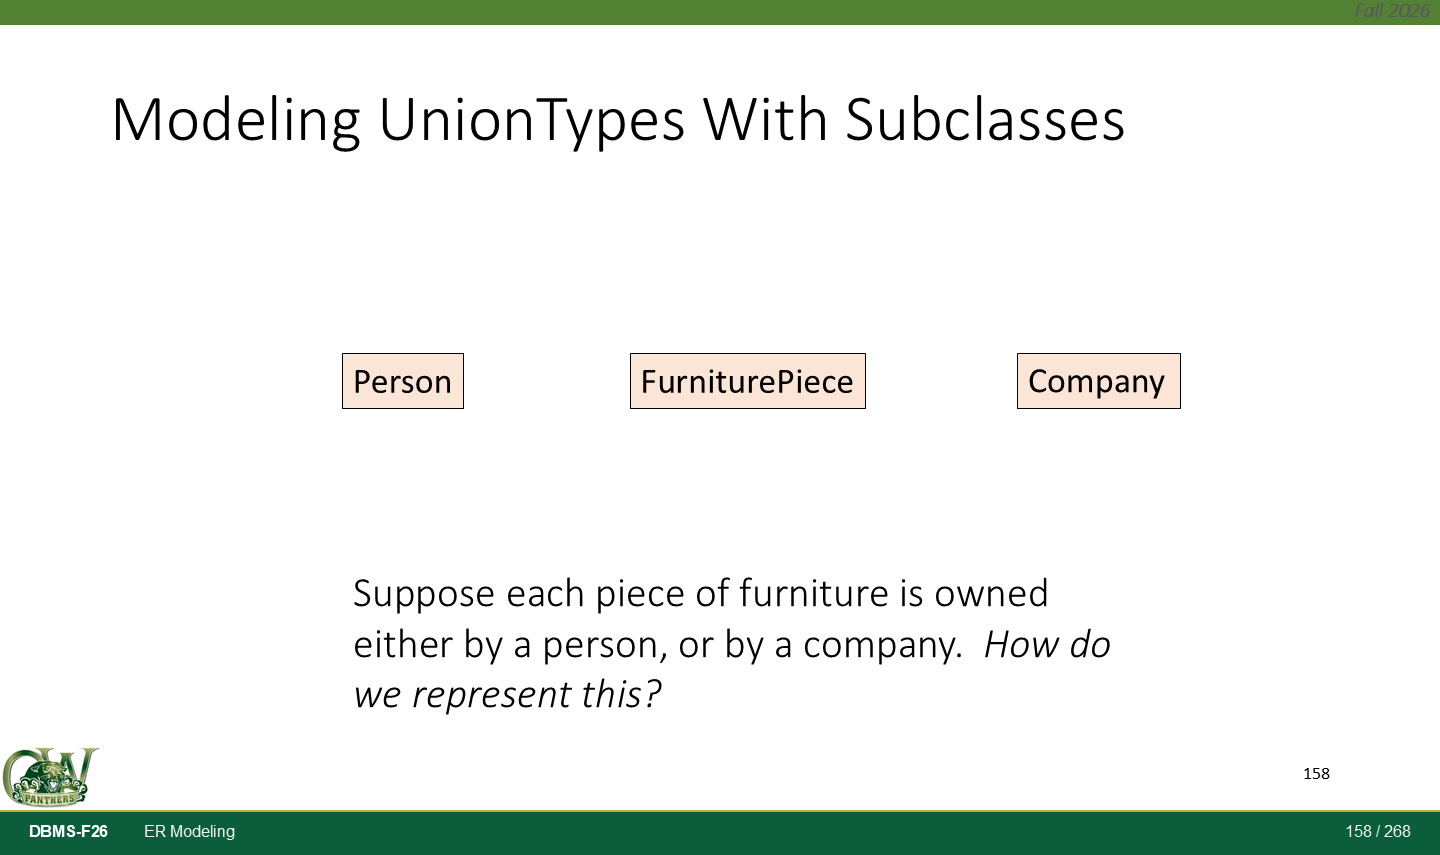 Fall 2026
Modeling UnionTypes With Subclasses
Person
FurniturePiece
Company
Suppose each piece of furniture is owned
either by a person, or by a company. How do
we represent this?
OW
PANTHERS
158
DBMS-F26
ER Modeling
158 / 268